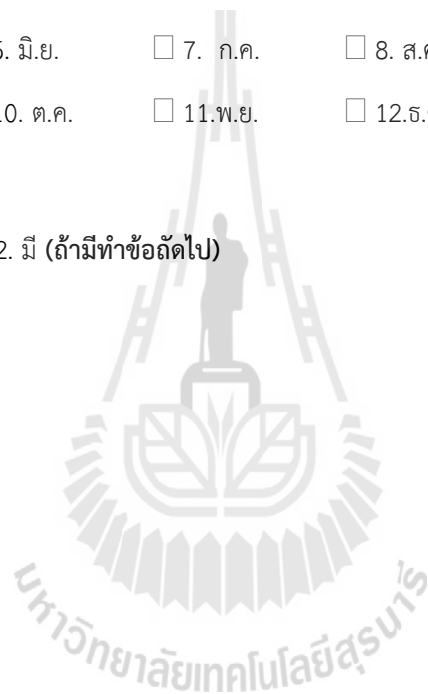 6. มิ.ย. ☐ 7. ก.ค. ☐ 8. ส.ค
10. ต.ค. ☐ 11.พ.ย. ☐ 12.ธ.
2. มี (ถ้ามีทำข้อถัดไป)
มหาวิทยาลัยเทคโนโลยีสุรนารี